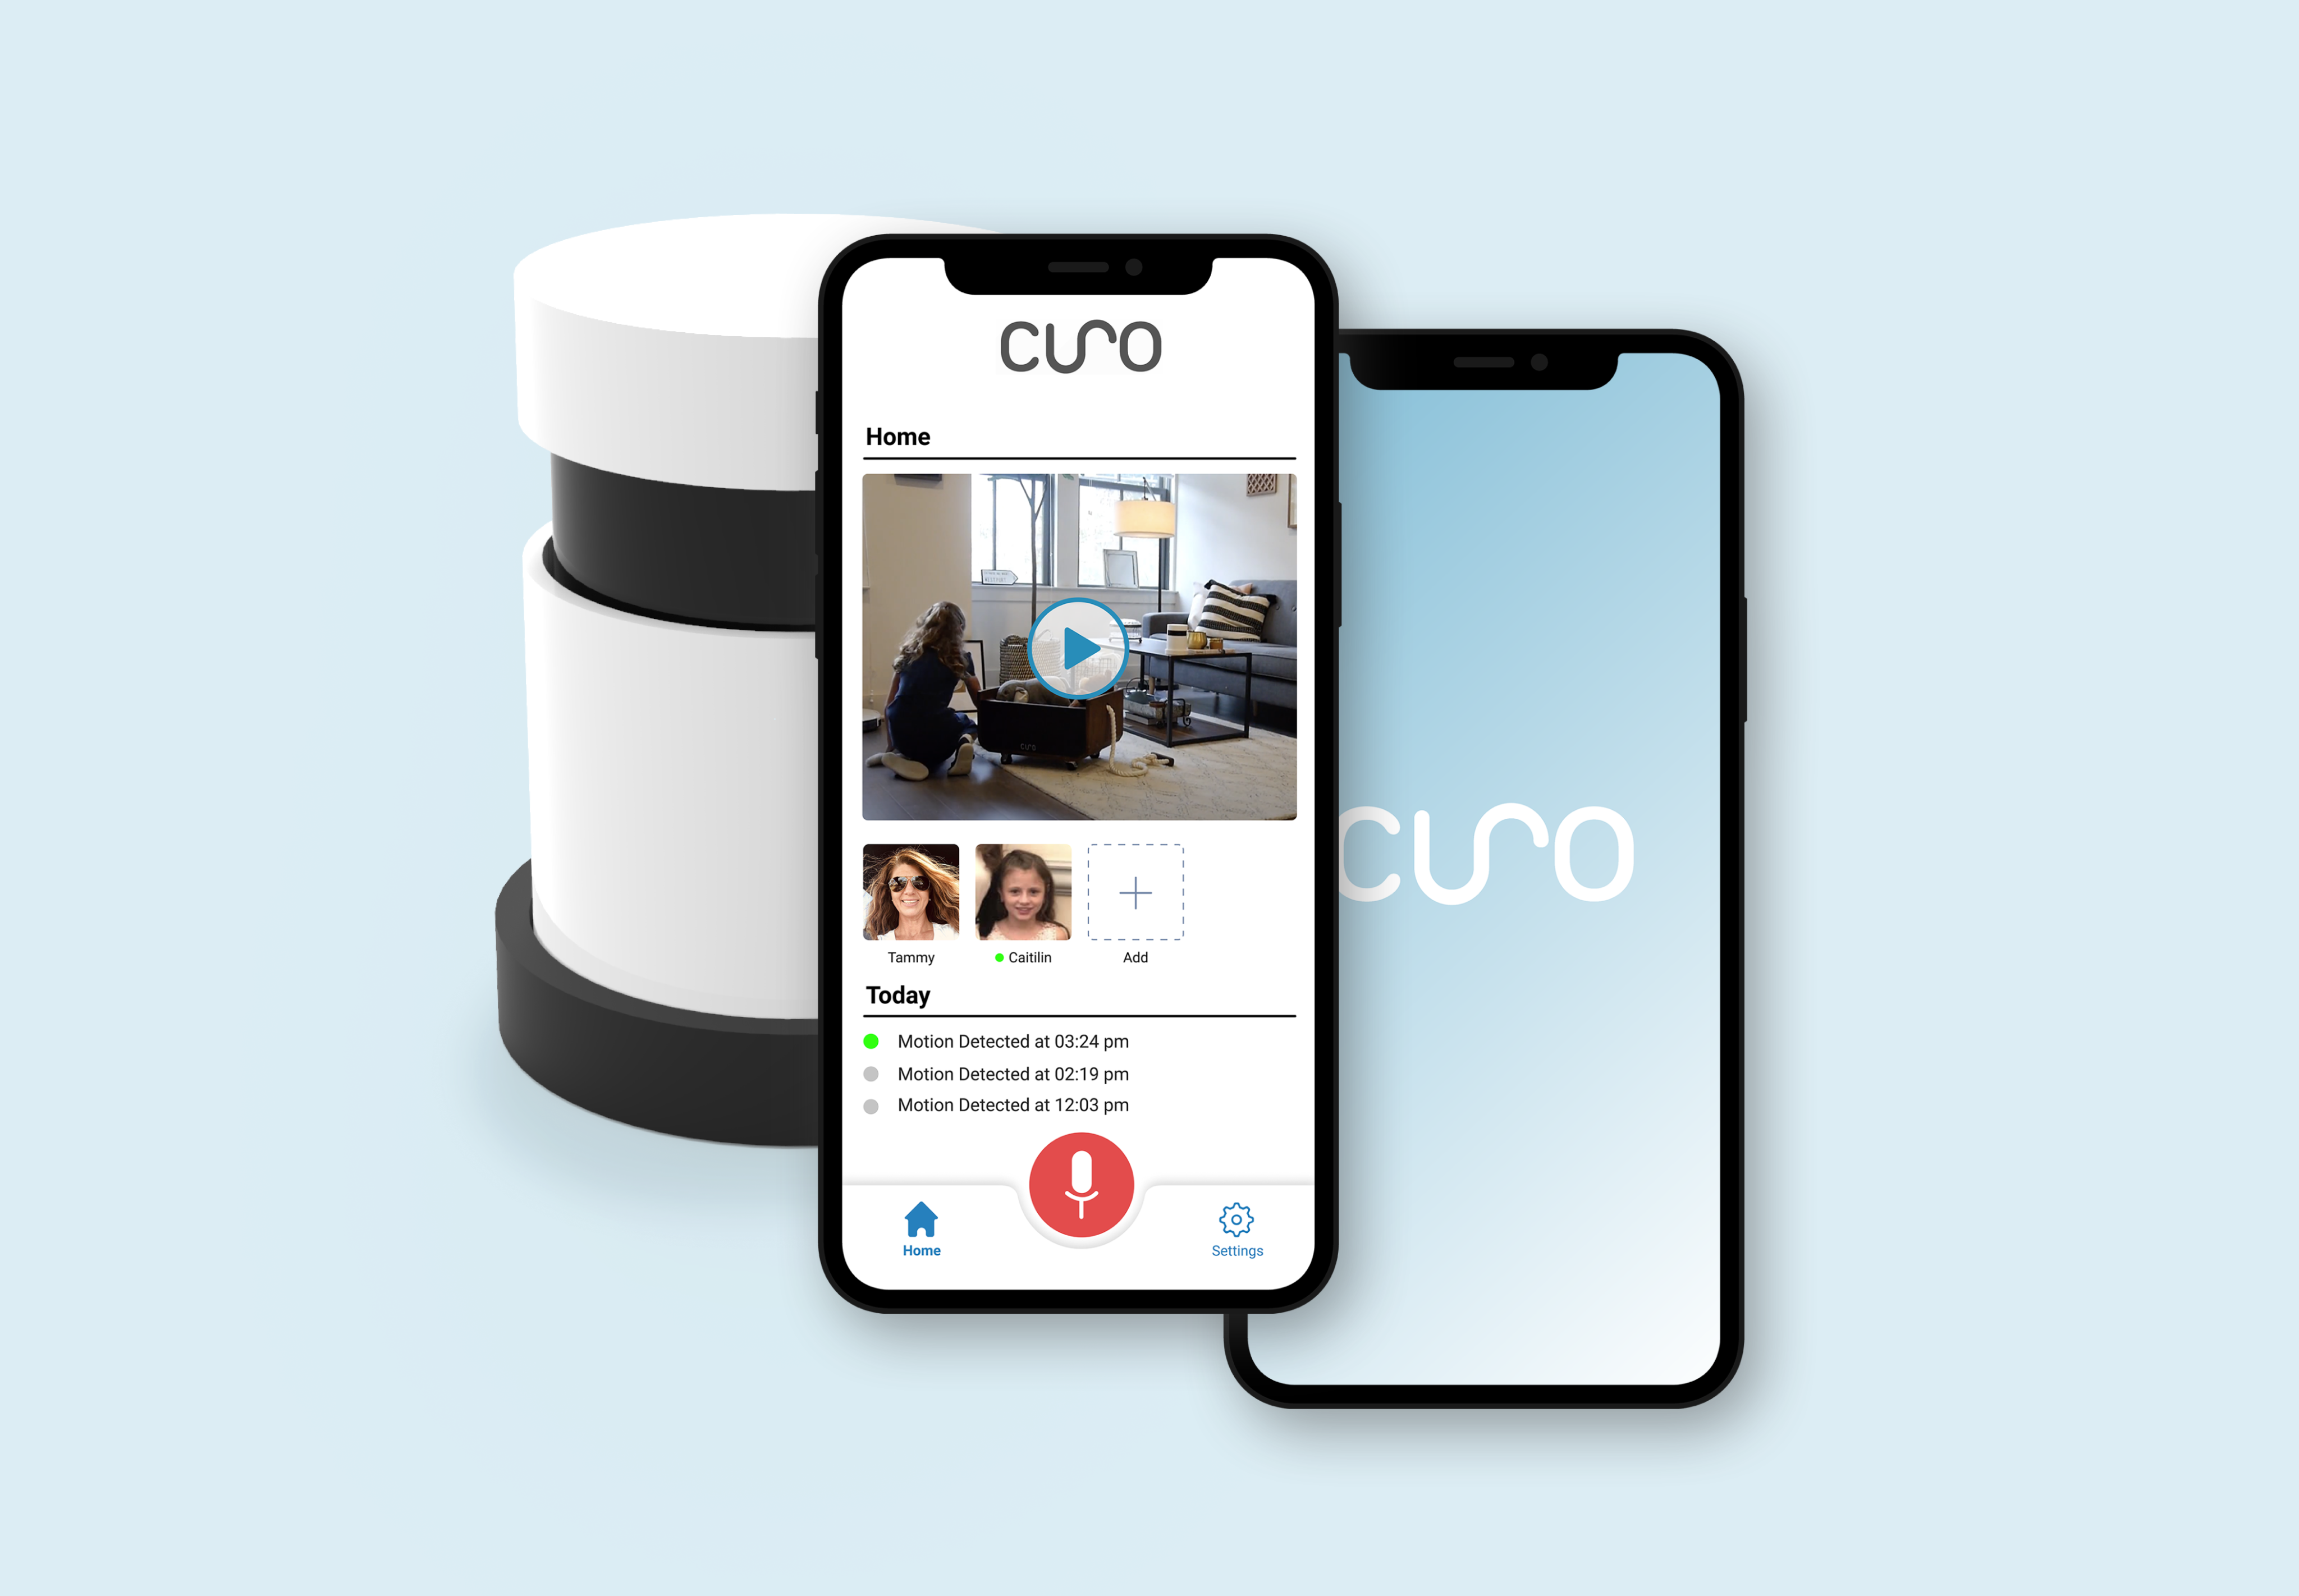 curo
Home
curo
Tammy
Caitilin
Add
Today
Motion Detected at 03:24 pm
Motion Detected at 02:19 pm
Motion Detected at 12:03 pm
Home
Settings
curo